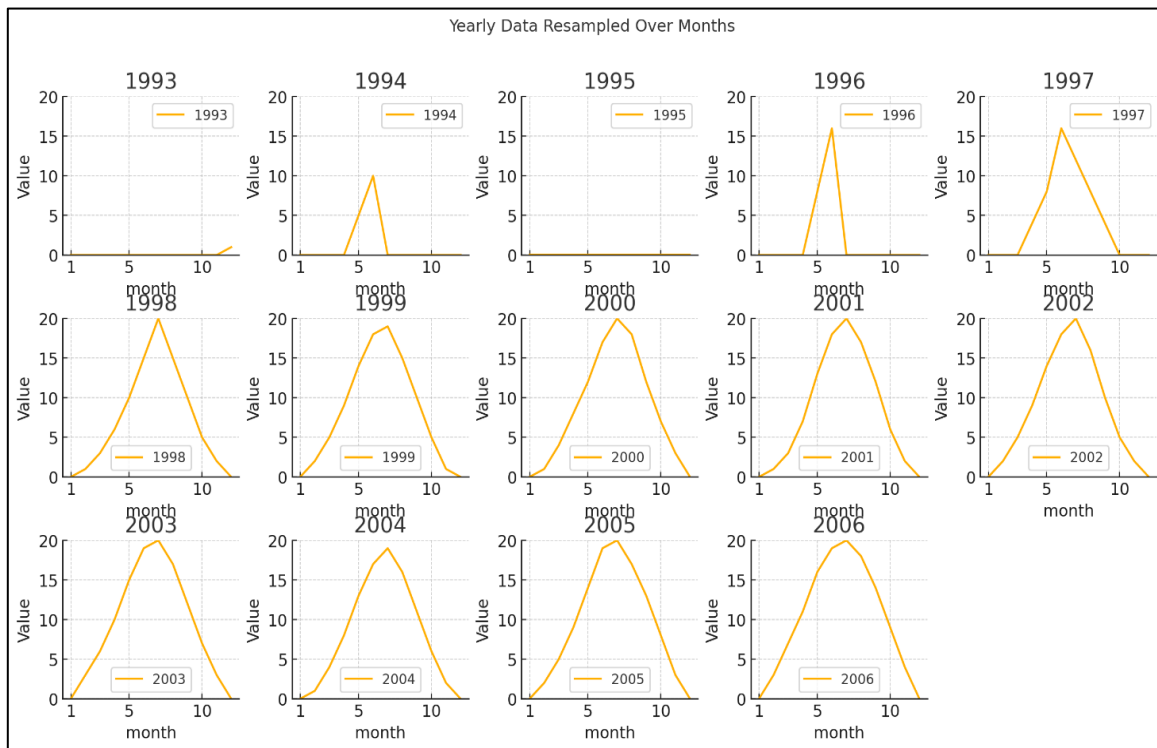 Yearly Data Resampled Over Months
1993 1994 1995 1996 1997
20 20 20 20 20
1993 1994 1995 1996 1997
15 15 15 15 15
Value Value Value Value Value
10 10 10 10 10
5 5 5 5 5
0 0 0 0 0
1 5 10 1 5 10 1 5 10 1 5 10 1 5 10
month month month month month
1998 1999 2000 2001 2002
20 20 20 20 20
15 15 15 15 15
Value Value Value Value Value
10 10 10 10 10
5 5 5 5 5
1998 1999 2000 2001 2002
0 0 0 0 0
1 5 10 1 5 10 1 5 10 1 5 10 1 5 10
month month month month month
2003 2004 2005 2006
20 20 20 20
15 15 15 15
Value Value Value Value
10 10 10 10
5 5 5 5
2003 2004 2005 2006
0 0 0 0
1 5 10 1 5 10 1 5 10 1 5 10
month month month month